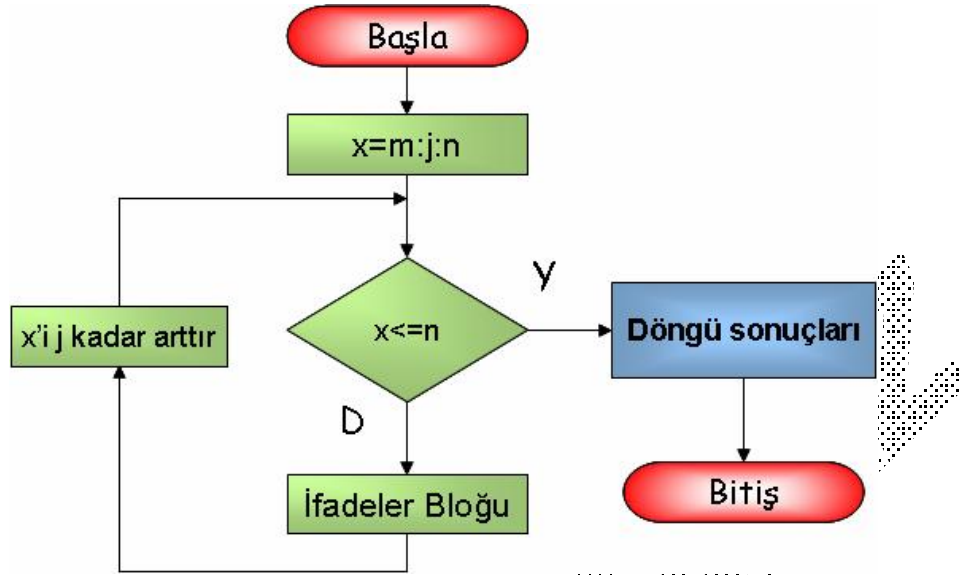 Başla
x=m:j:n
x<=n
Y
Döngü sonuçları
x'i j kadar arttır
D
İfadeler Bloğu
Bitiş